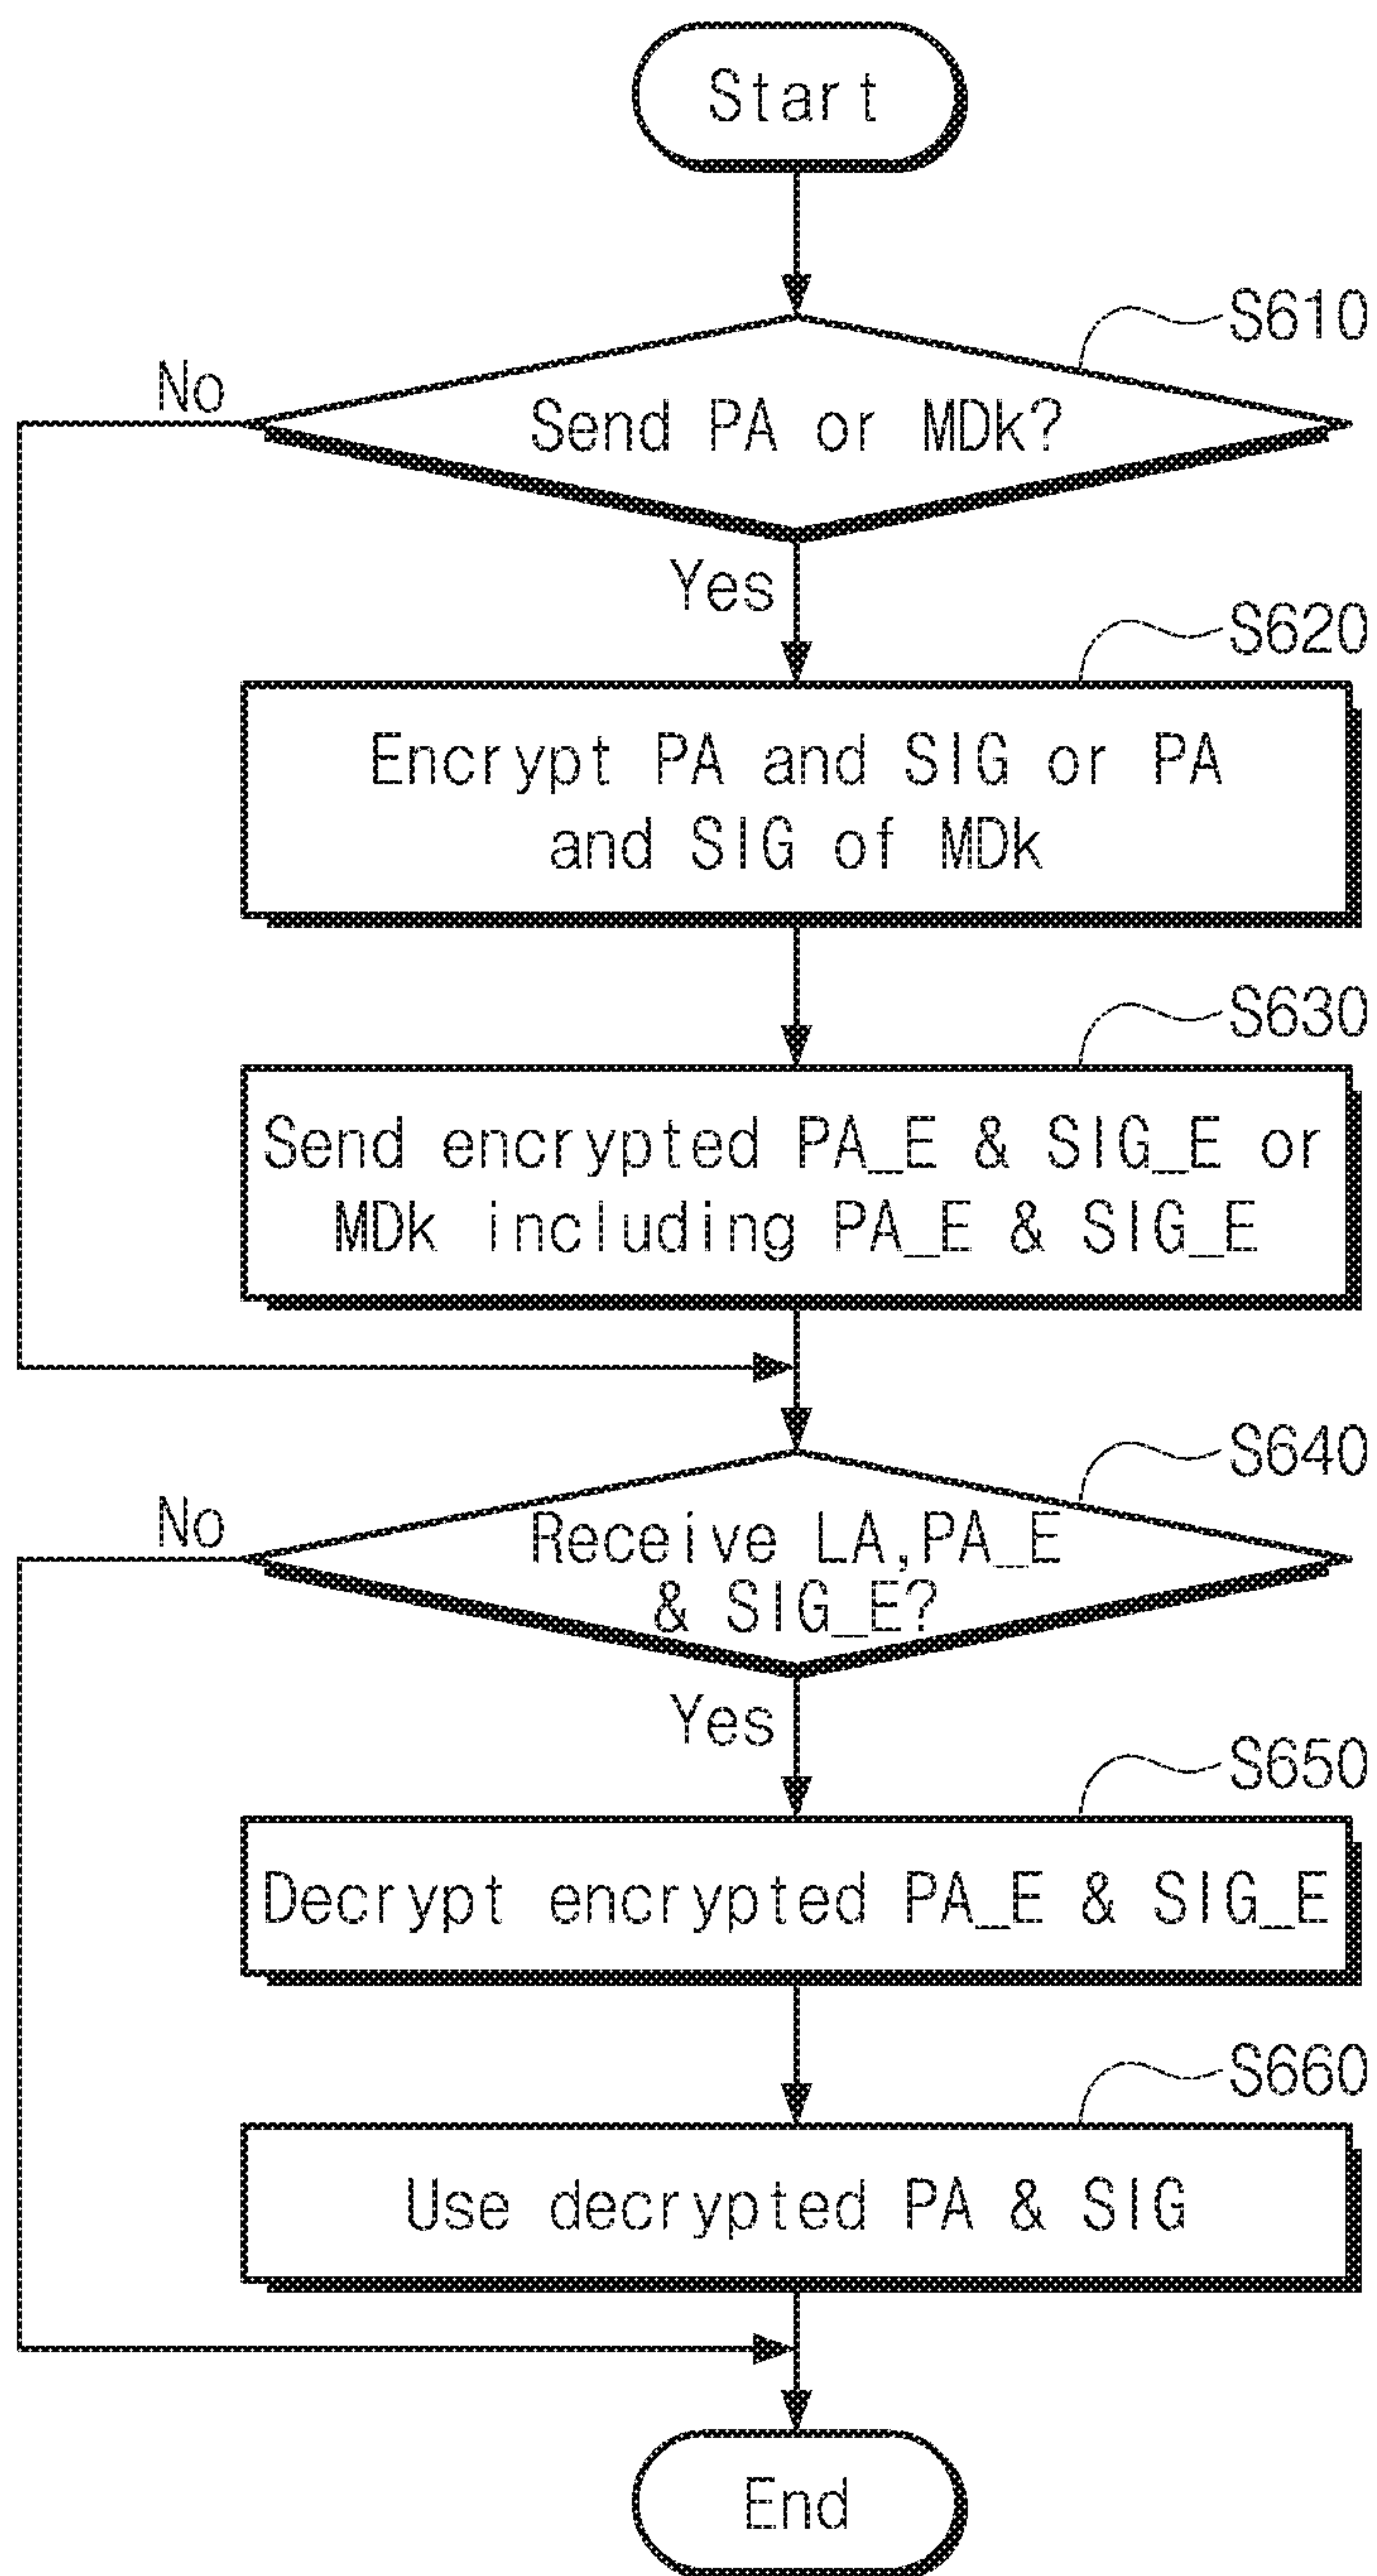 Start
S610
No
Send PA or MDk?
Yes
S620
Encrypt PA and SIG or PA
and SIG of MDk
S630
Send encrypted PA_E & SIG_E or
MDk including PA_E & SIG_E
S640
No
Receive LA,PA_E
& SIG_E?
Yes
S650
Decrypt encrypted PA_E & SIG_E
S660
Use decrypted PA & SIG
End